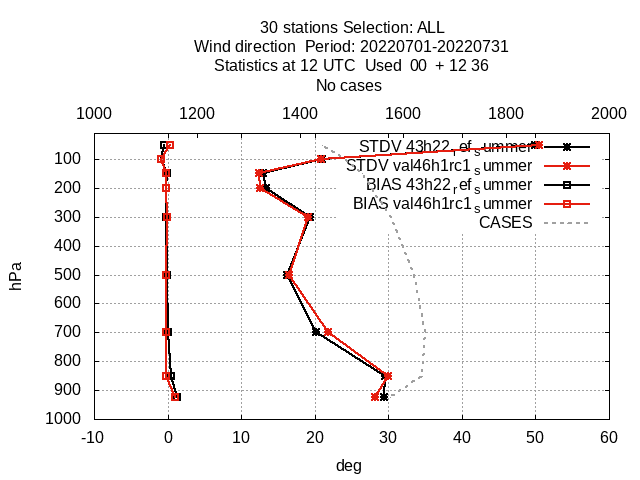 30 stations Selection: ALL
Wind direction  Period: 20220701-20220731
Statistics at 12 UTC  Used  00  + 12 36
No cases
1000 1200 1400 1600 1800 2000
STDV 43h22_ref_summer
STDV val46h1rc1_summer
BIAS 43h22_ref_summer
BIAS val46h1rc1_summer
CASES
100
200
300
400
500
600
700
800
900
1000
hPa
-10 0 10 20 30 40 50 60
deg